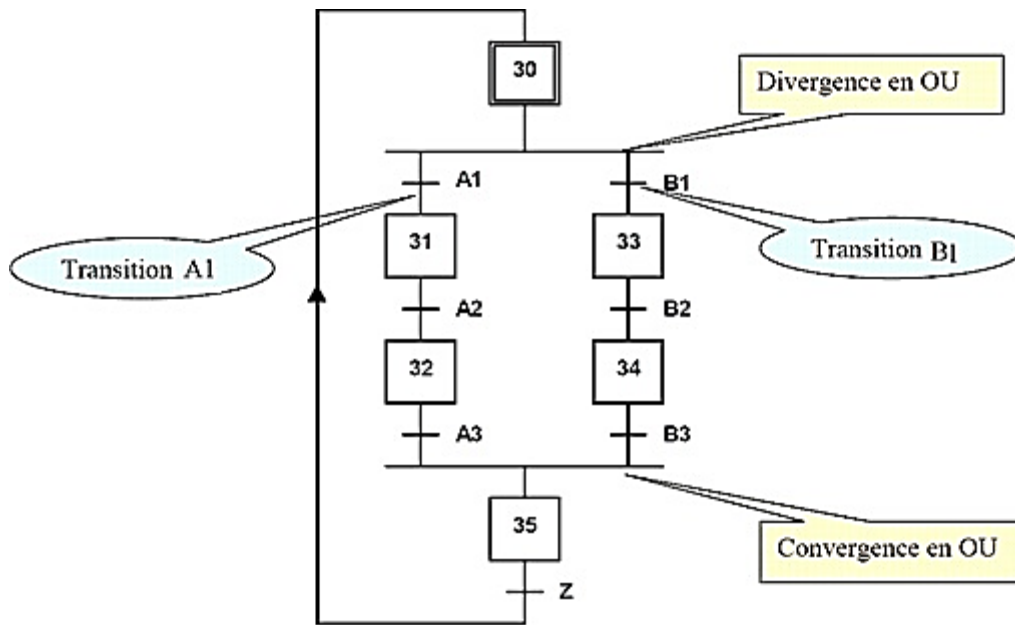 30
Divergence en OU
A1
B1
31
33
Transition A1
Transition B1
A2
B2
32
34
A3
B3
35
Convergence en OU
Z